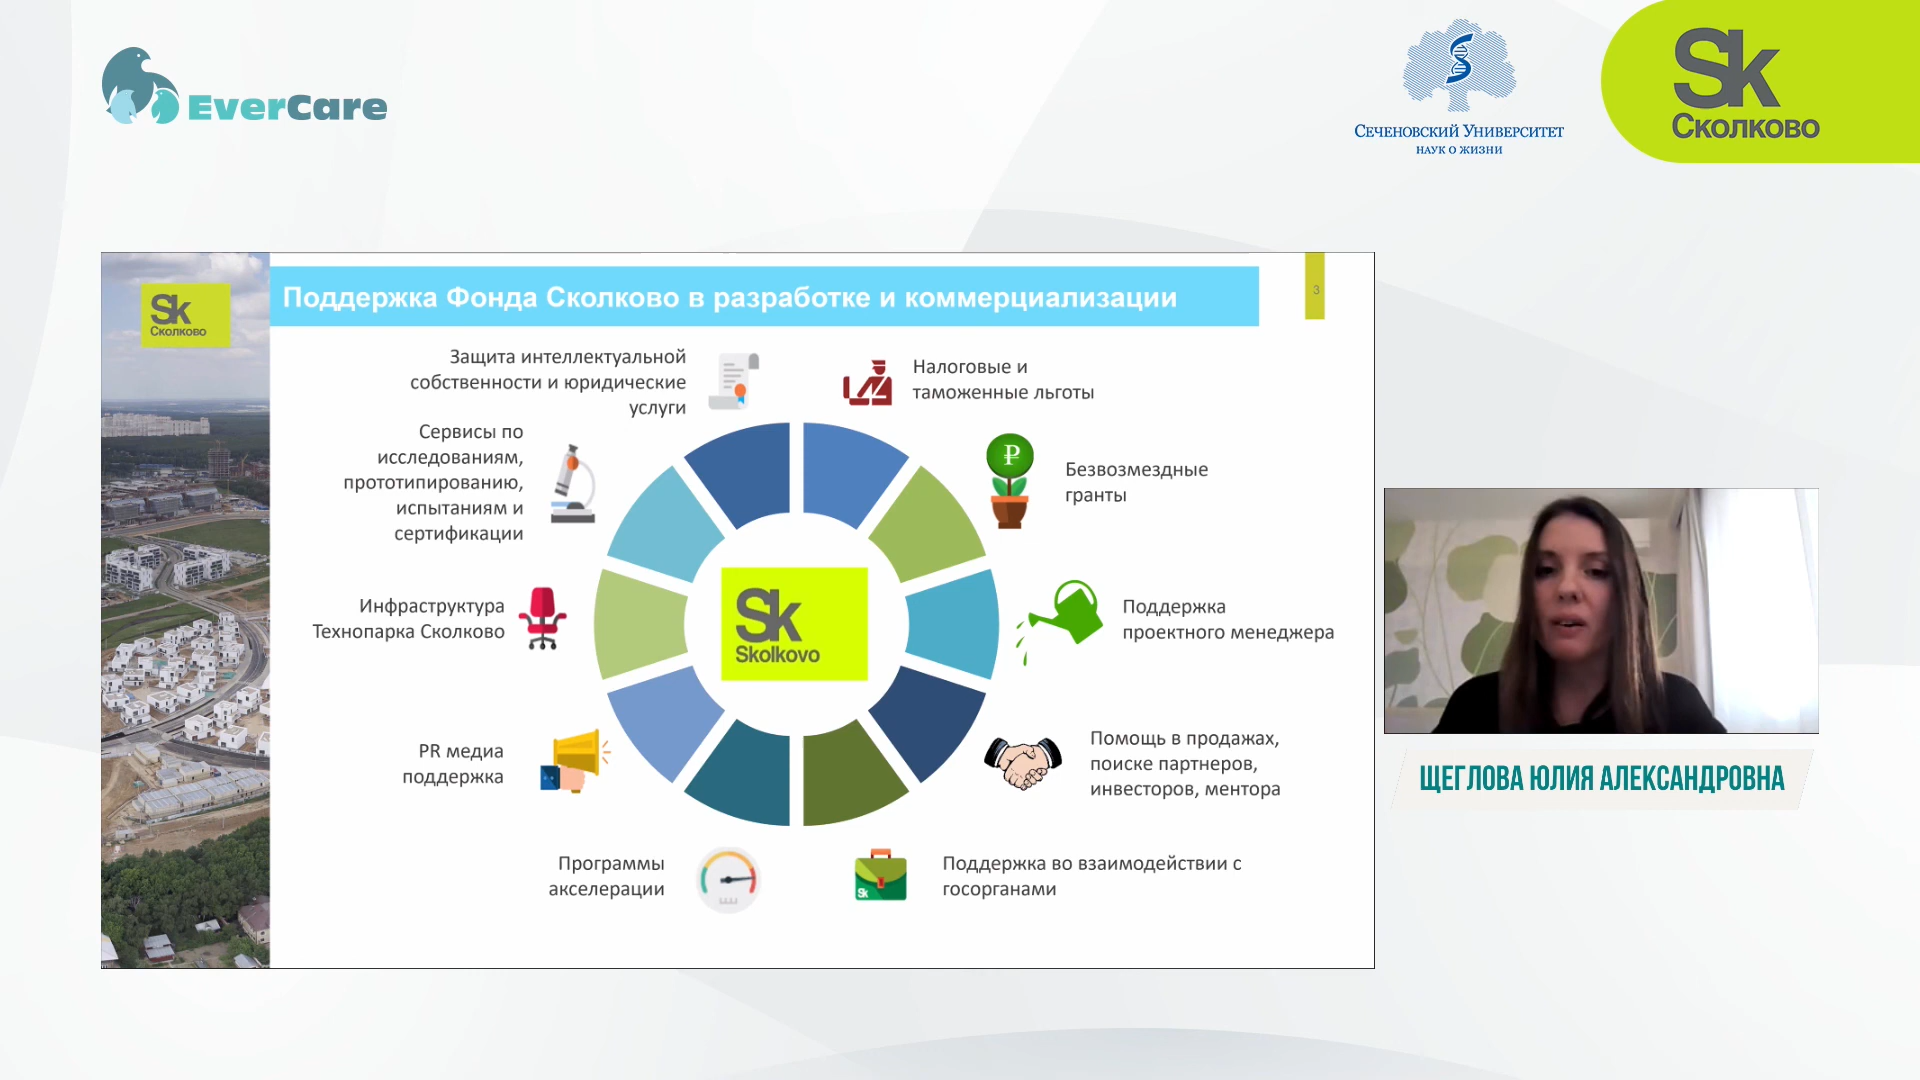 EverCare
СЕЧЕНОВСКИЙ УНИВЕРСИТЕТ
НАУК О ЖИЗНИ
Sk
Сколково
Sk
Сколково
Поддержка Фонда Сколково в разработке и коммерциализации
3
Защита интеллектуальной
собственности и юридические
услуги
Налоговые и
таможенные льготы
Сервисы по
исследованиям,
прототипированию,
испытаниям и
сертификации
₽
Безвозмездные
гранты
Инфраструктура
Технопарка Сколково
Sk
Skolkovo
Поддержка
проектного менеджера
PR медиа
поддержка
Помощь в продажах,
поиске партнеров,
инвесторов, ментора
Программы
акселерации
Sk
Поддержка во взаимодействии с
госорганами
ЩЕГЛОВА ЮЛИЯ АЛЕКСАНДРОВНА